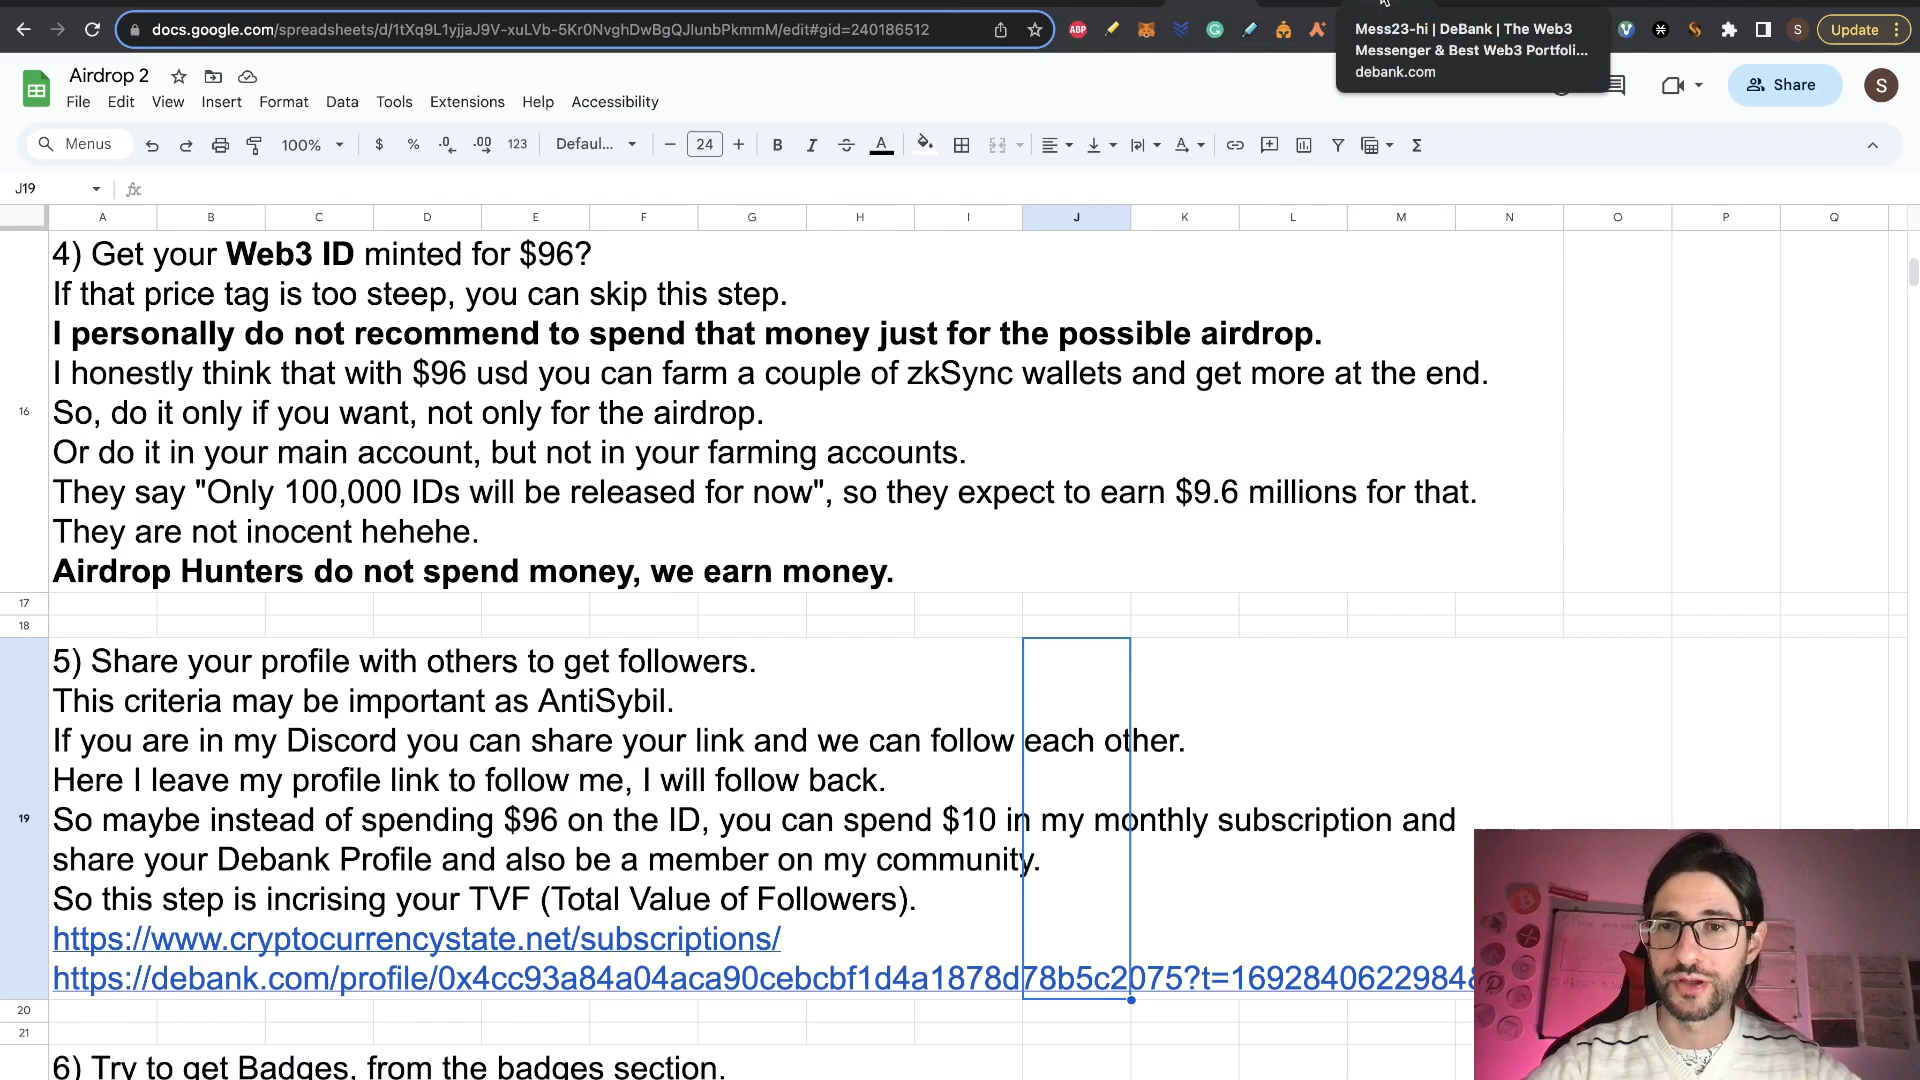 docs.google.com/spreadsheets/d/1tXq9L1yjjaJ9V-xuLVb-5Kr0NvghDwBgQJlunbPkmmM/edit#gid=240186512
ABP
S
Update
Mess23-hi | DeBank | The Web3
Messenger & Best Web3 Portfoli...
debank.com
Airdrop 2
File Edit View Insert Format Data Tools Extensions Help Accessibility
Share
S
Menus
100%
$ % .0 .00 123
Defaul...
24
B I A
J19
fx
A B C D E F G H I J K L M N O P Q
4) Get your Web3 ID minted for $96?
If that price tag is too steep, you can skip this step.
I personally do not recommend to spend that money just for the possible airdrop.
I honestly think that with $96 usd you can farm a couple of zkSync wallets and get more at the end.
16
So, do it only if you want, not only for the airdrop.
Or do it in your main account, but not in your farming accounts.
They say "Only 100,000 IDs will be released for now", so they expect to earn $9.6 millions for that.
They are not inocent hehehe.
Airdrop Hunters do not spend money, we earn money.
17
18
5) Share your profile with others to get followers.
This criteria may be important as AntiSybil.
If you are in my Discord you can share your link and we can follow each other.
Here I leave my profile link to follow me, I will follow back.
19
So maybe instead of spending $96 on the ID, you can spend $10 in my monthly subscription and
share your Debank Profile and also be a member on my community.
So this step is incrising your TVF (Total Value of Followers).
https://www.cryptocurrencystate.net/subscriptions/
https://debank.com/profile/0x4cc93a84a04aca90cebcbf1d4a1878d78b5c2075?t=1692840622984
20
21
6) Try to get Badges, from the badges section.